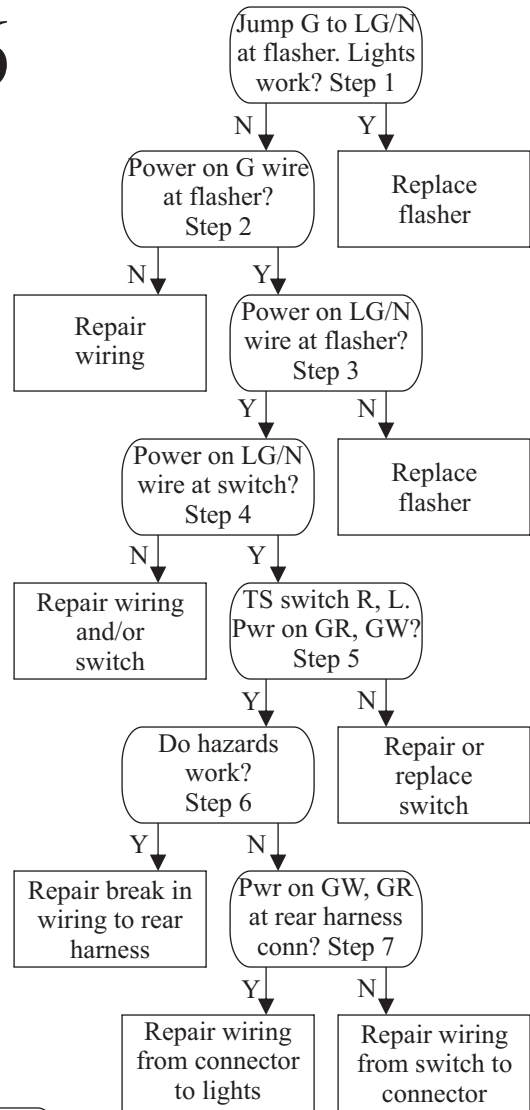 Jump G to LG/N
at flasher. Lights
work? Step 1
N
Y
Power on G wire
at flasher?
Step 2
Replace
flasher
N
Y
Repair
wiring
Power on LG/N
wire at flasher?
Step 3
Y
N
Power on LG/N
wire at switch?
Step 4
Replace
flasher
N
Y
Repair wiring
and/or
switch
TS switch R, L.
Pwr on GR, GW?
Step 5
Y
N
Do hazards
work?
Step 6
Repair or
replace
switch
Y
N
Repair break in
wiring to rear
harness
Pwr on GW, GR
at rear harness
conn? Step 7
Y
N
Repair wiring
from connector
to lights
Repair wiring
from switch to
connector